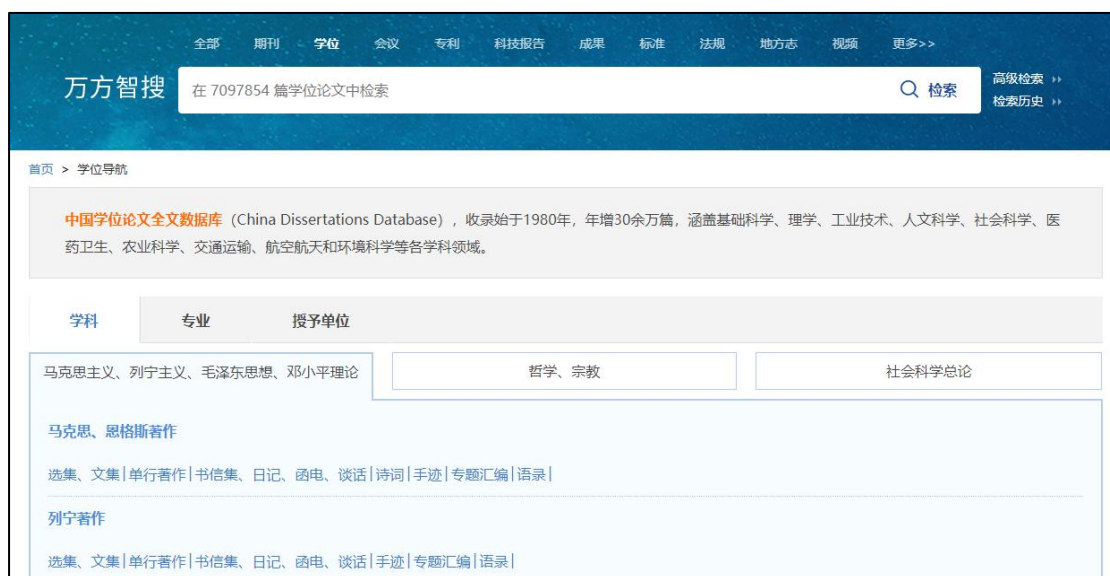 全部 期刊 学位 会议 专利 科技报告 成果 标准 法规 地方志 视频 更多>>
万方智搜 在 7097854 篇学位论文中检索 检索 高级检索
检索历史
首页 > 学位导航
中国学位论文全文数据库（China Dissertations Database），收录始于1980年，年增30余万篇，涵盖基础科学、理学、工业技术、人文科学、社会科学、医
药卫生、农业科学、交通运输、航空航天和环境科学等各学科领域。
学科 专业 授予单位
马克思主义、列宁主义、毛泽东思想、邓小平理论 哲学、宗教 社会科学总论
马克思、恩格斯著作
选集、文集|单行著作|书信集、日记、函电、谈话|诗词|手迹|专题汇编|语录|
列宁著作
选集、文集|单行著作|书信集、日记、函电、谈话|手迹|专题汇编|语录|